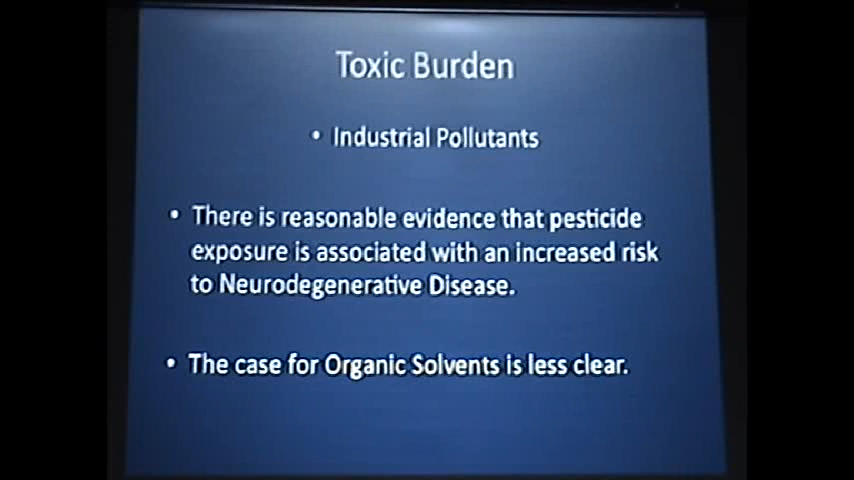 Toxic Burden
• Industrial Pollutants
• There is reasonable evidence that pesticide
exposure is associated with an increased risk
to Neurodegenerative Disease.
• The case for Organic Solvents is less clear.